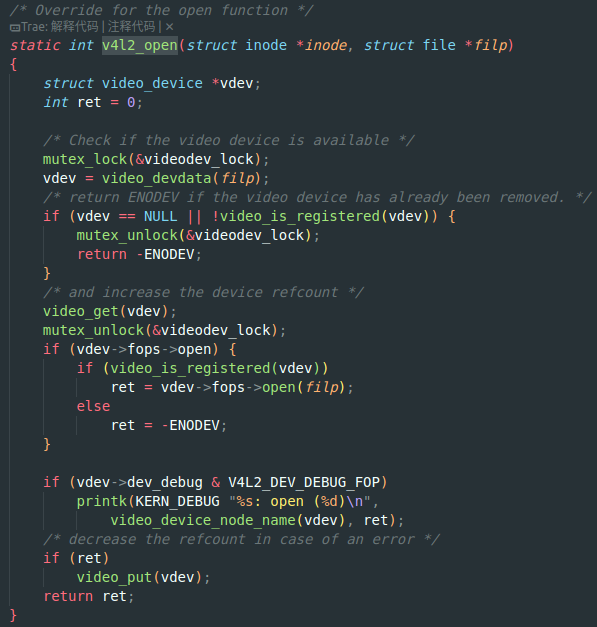 /* Override for the open function */
Trae: 解释代码 | 注释代码 | ✕
static int v4l2_open(struct inode *inode, struct file *filp)
{
    struct video_device *vdev;
    int ret = 0;

    /* Check if the video device is available */
    mutex_lock(&videodev_lock);
    vdev = video_devdata(filp);
    /* return ENODEV if the video device has already been removed. */
    if (vdev == NULL || !video_is_registered(vdev)) {
        mutex_unlock(&videodev_lock);
        return -ENODEV;
    }
    /* and increase the device refcount */
    video_get(vdev);
    mutex_unlock(&videodev_lock);
    if (vdev->fops->open) {
        if (video_is_registered(vdev))
            ret = vdev->fops->open(filp);
        else
            ret = -ENODEV;
    }

    if (vdev->dev_debug & V4L2_DEV_DEBUG_FOP)
        printk(KERN_DEBUG "%s: open (%d)\n",
            video_device_node_name(vdev), ret);
    /* decrease the refcount in case of an error */
    if (ret)
        video_put(vdev);
    return ret;
}